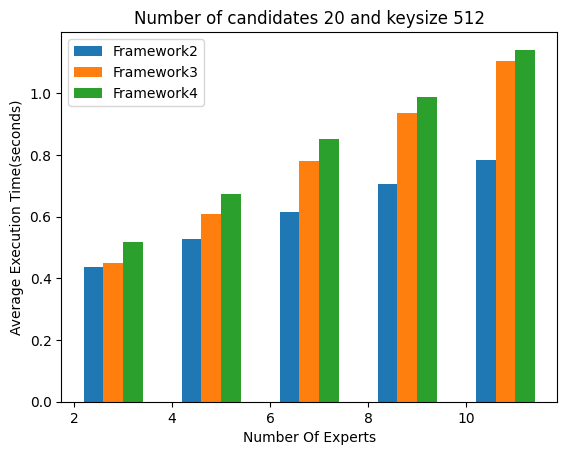 Number of candidates 20 and keysize 512
Framework2
Framework3
Framework4
Average Execution Time(seconds)
1.0
0.8
0.6
0.4
0.2
0.0
2 4 6 8 10
Number Of Experts